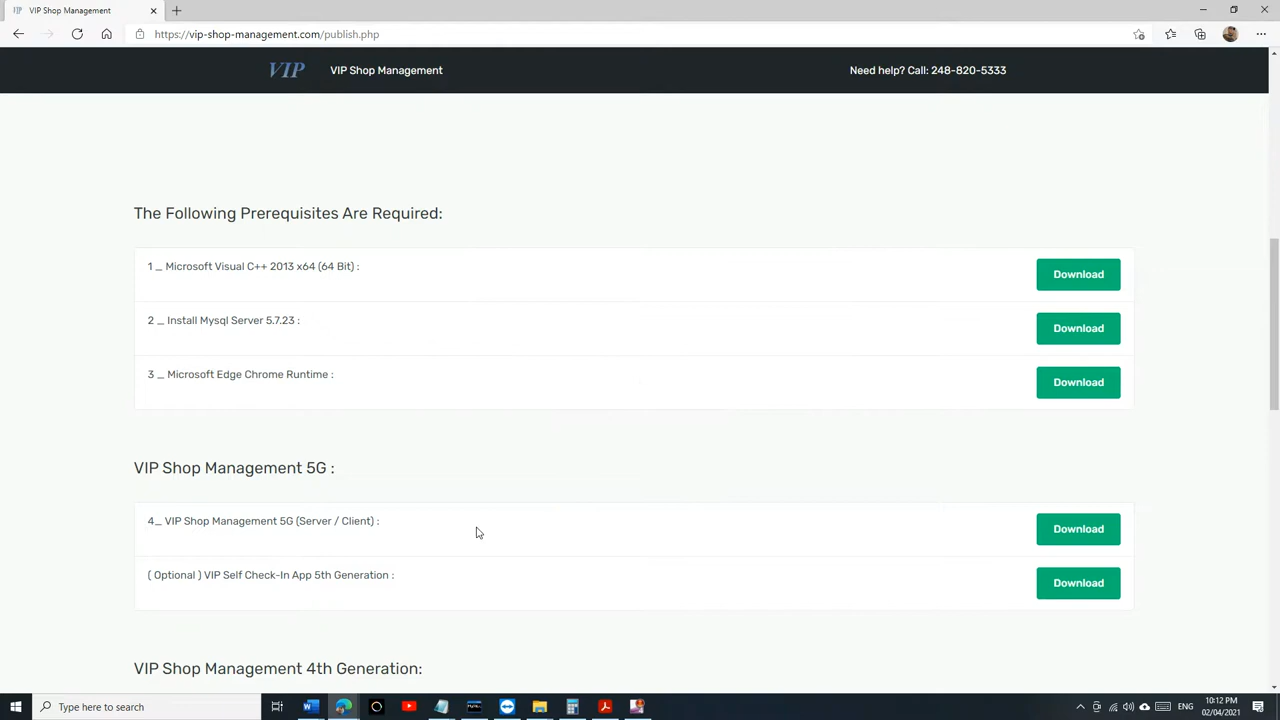 VIP Shop Management
https://vip-shop-management.com/publish.php
VIP
VIP Shop Management
Need help? Call: 248-820-5333
The Following Prerequisites Are Required:
1 _ Microsoft Visual C++ 2013 x64 (64 Bit) :
Download
2 _ Install Mysql Server 5.7.23 :
Download
3 _ Microsoft Edge Chrome Runtime :
Download
VIP Shop Management 5G :
4_ VIP Shop Management 5G (Server / Client) :
Download
( Optional ) VIP Self Check-In App 5th Generation :
Download
VIP Shop Management 4th Generation:
Type here to search
ENG
10:12 PM
02/04/2021